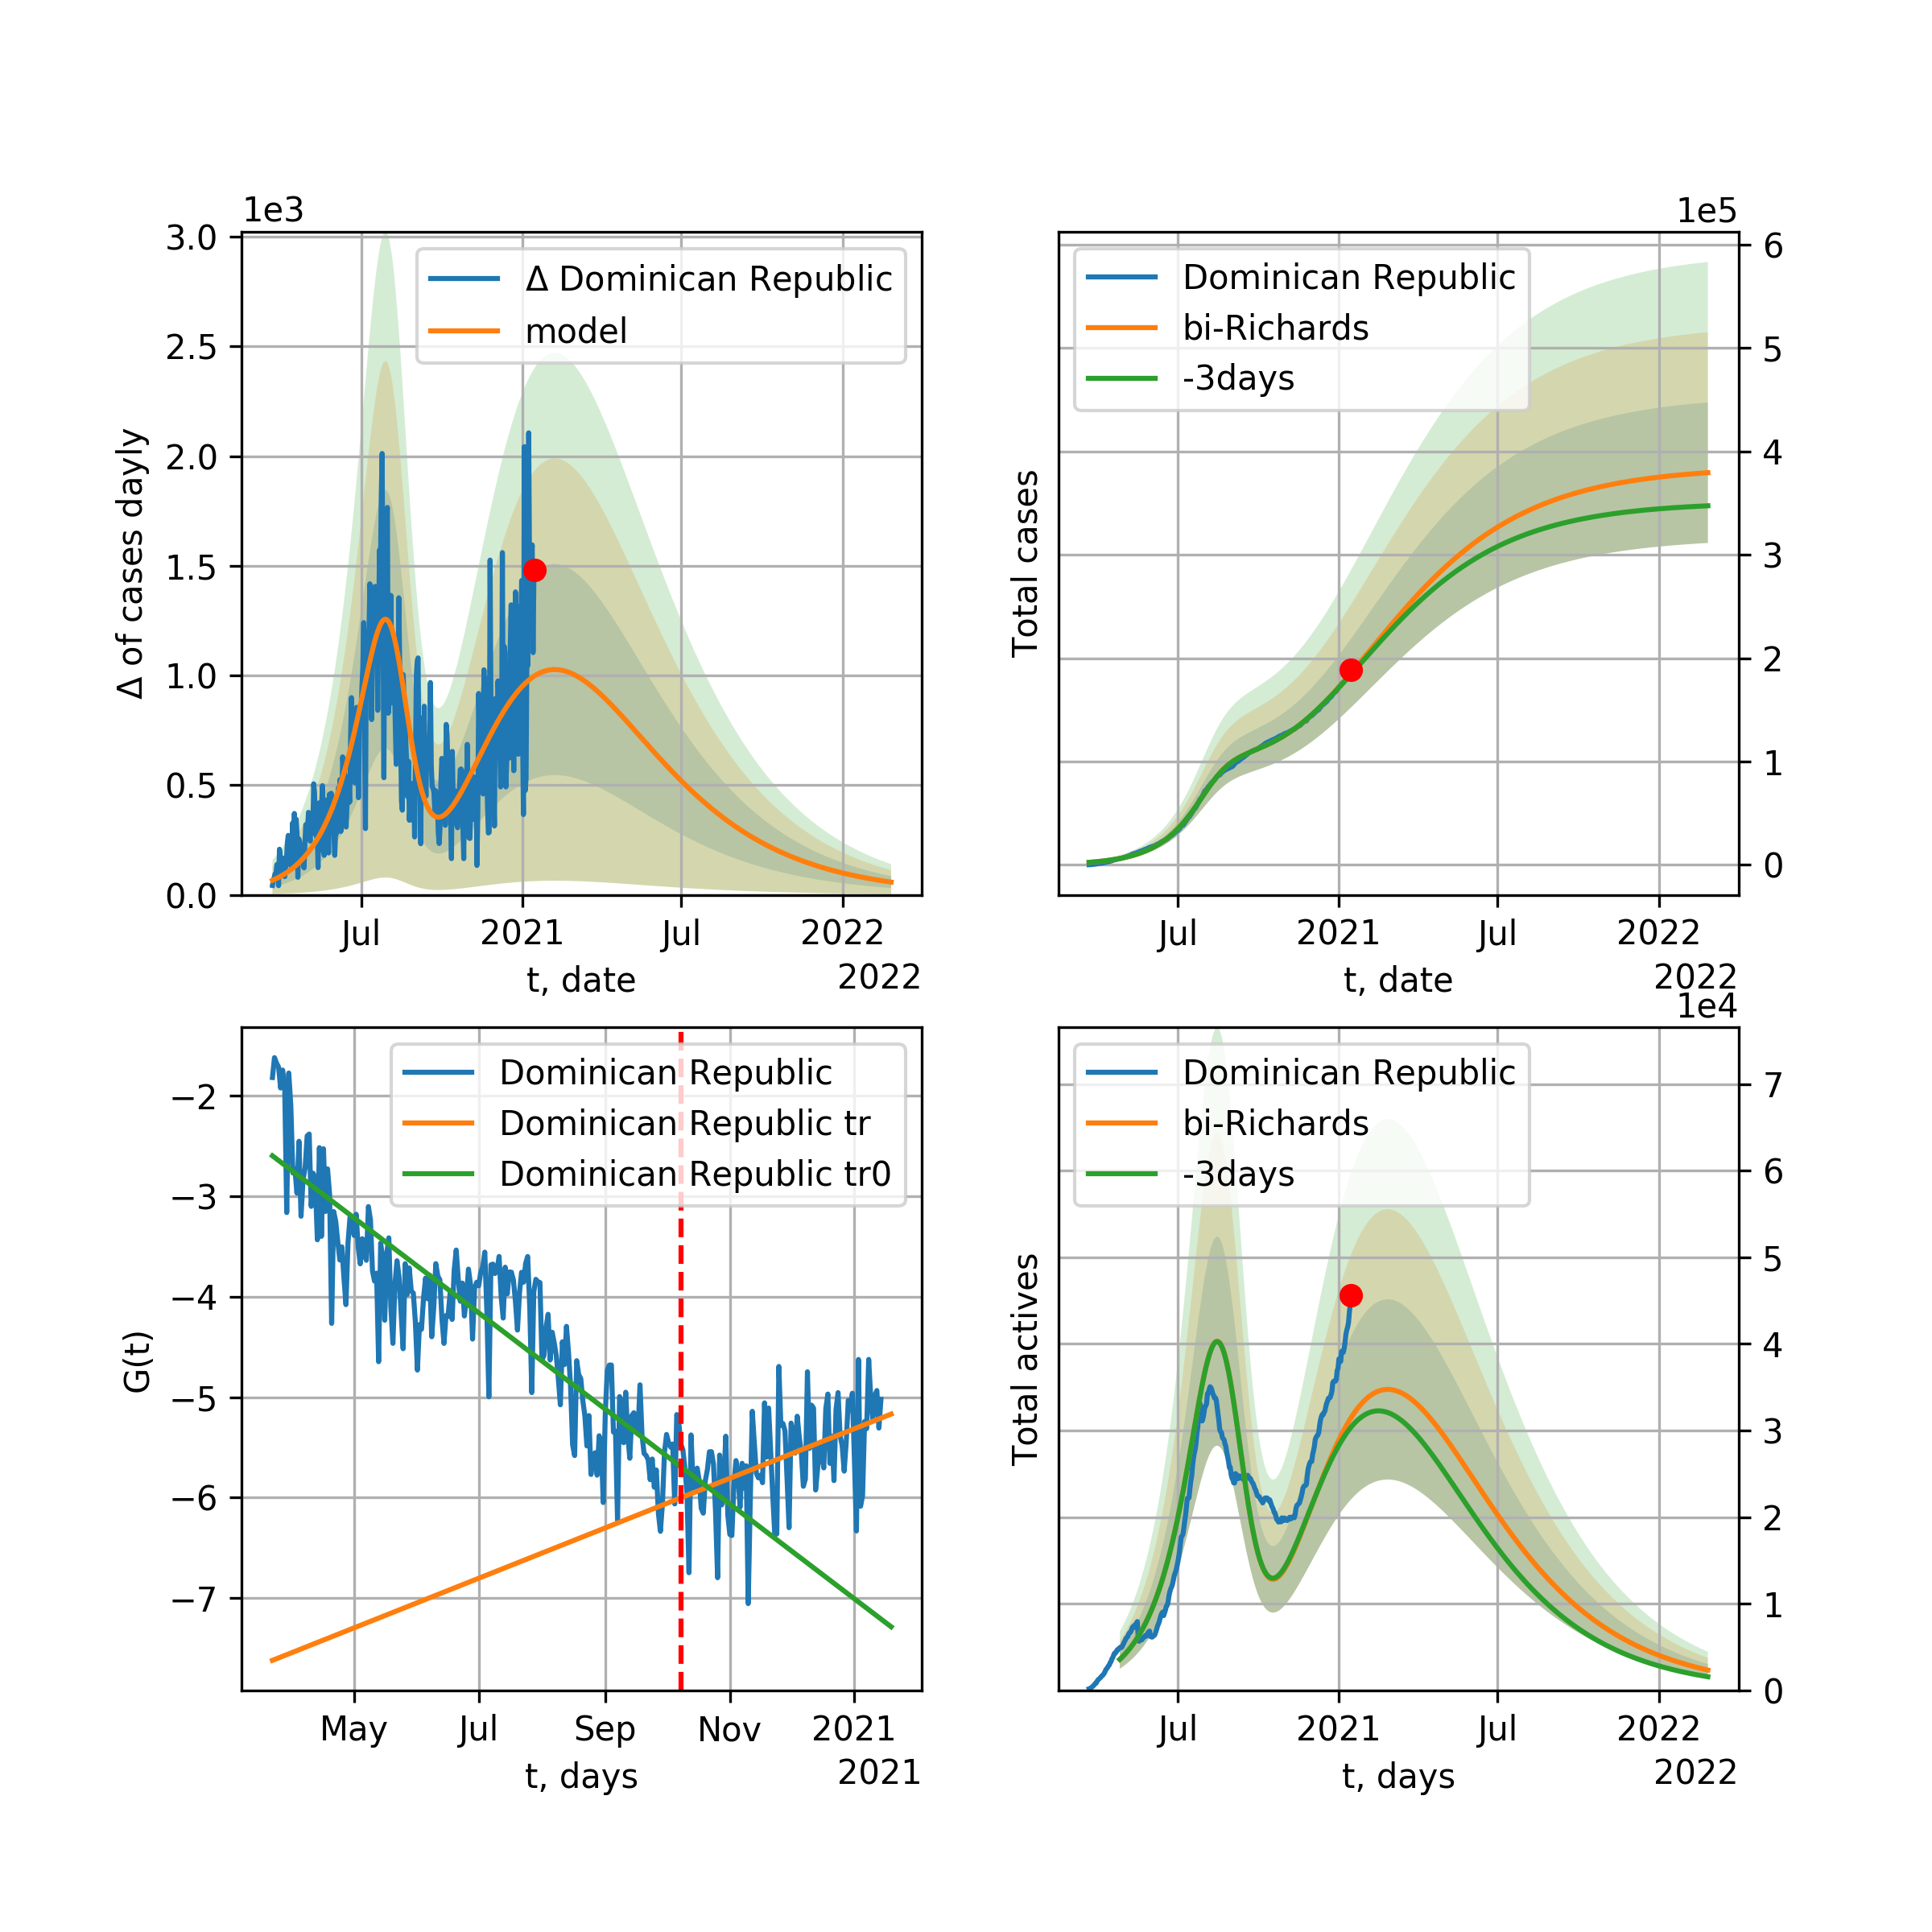 1e3
3.0
2.5
2.0
1.5
1.0
0.5
0.0
Δ of cases dayly
Δ Dominican Republic
model
Jul
2021
Jul
2022
t, date
2022
1e5
6
5
4
3
2
1
0
Total cases
Dominican Republic
bi-Richards
-3days
Jul
2021
Jul
2022
t, date
2022
−2
−3
−4
−5
−6
−7
G(t)
Dominican Republic
Dominican Republic tr
Dominican Republic tr0
May
Jul
Sep
Nov
2021
t, days
2021
1e4
7
6
5
4
3
2
1
0
Total actives
Dominican Republic
bi-Richards
-3days
Jul
2021
Jul
2022
t, days
2022